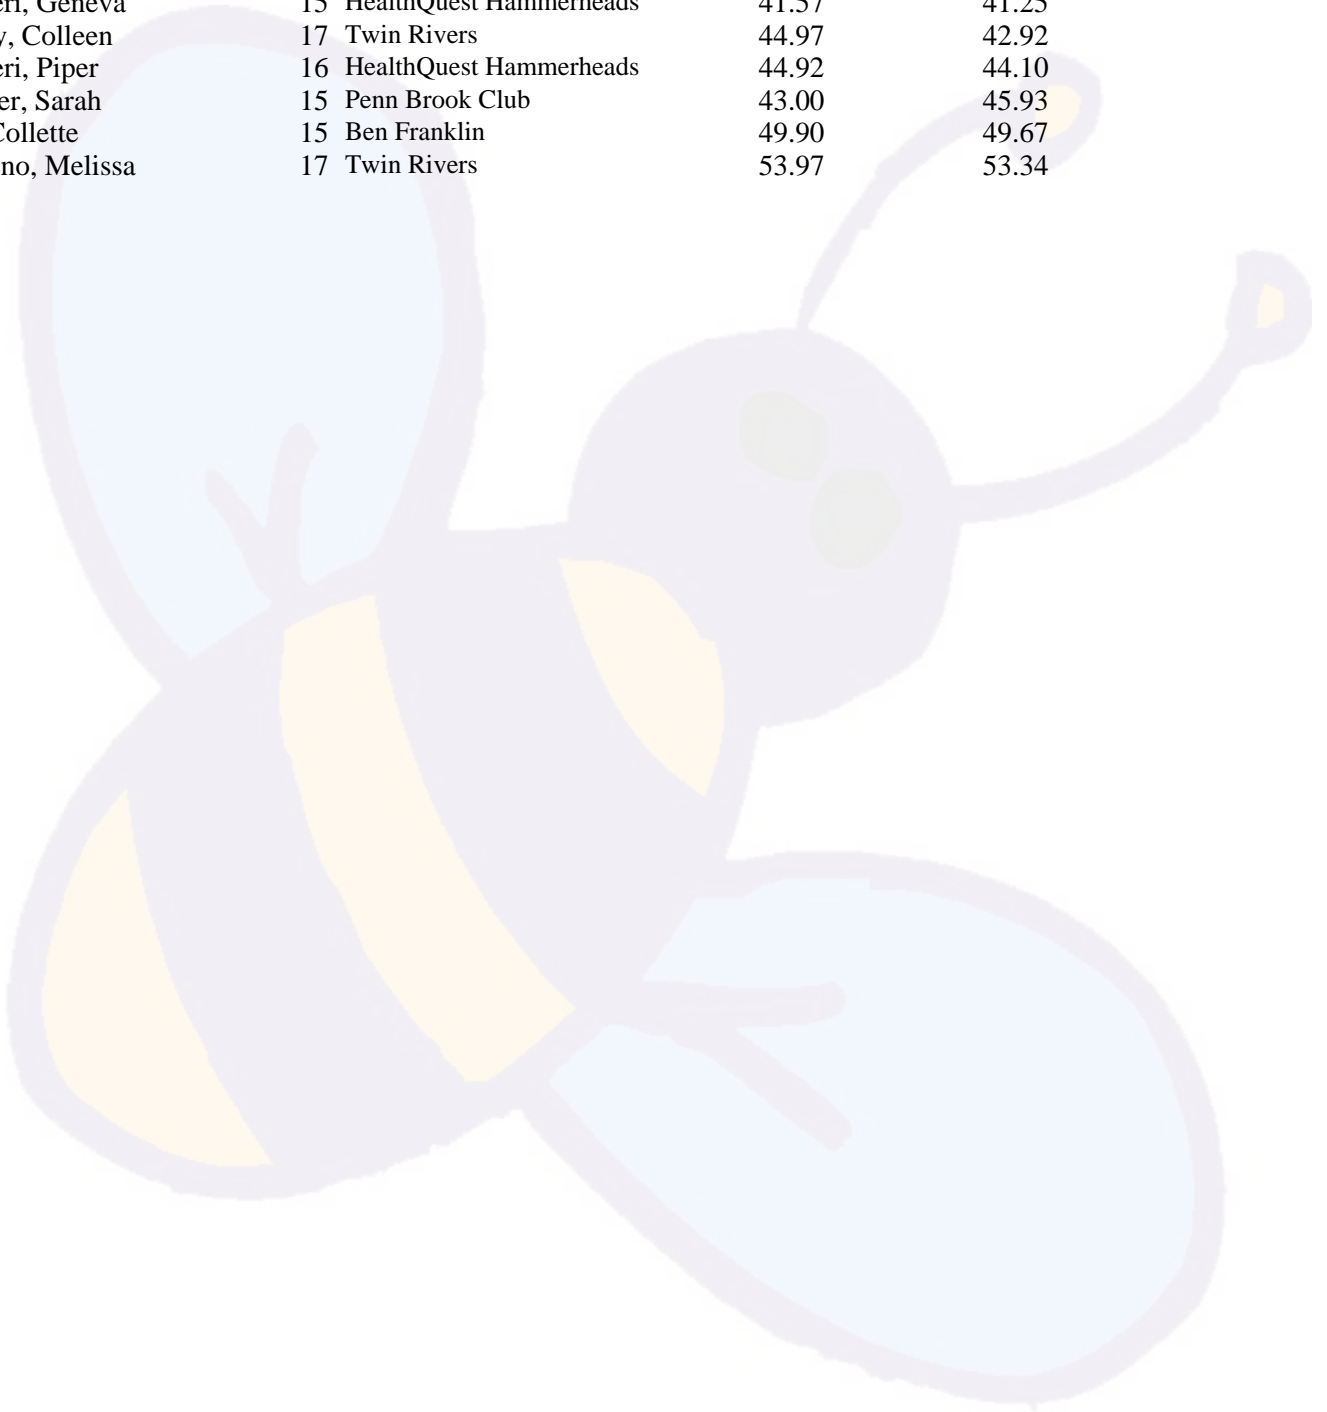 eri, Geneva 15 HealthQuest Hammerheads 41.57 41.25
y, Colleen 17 Twin Rivers 44.97 42.92
eri, Piper 16 HealthQuest Hammerheads 44.92 44.10
er, Sarah 15 Penn Brook Club 43.00 45.93
Collette 15 Ben Franklin 49.90 49.67
no, Melissa 17 Twin Rivers 53.97 53.34